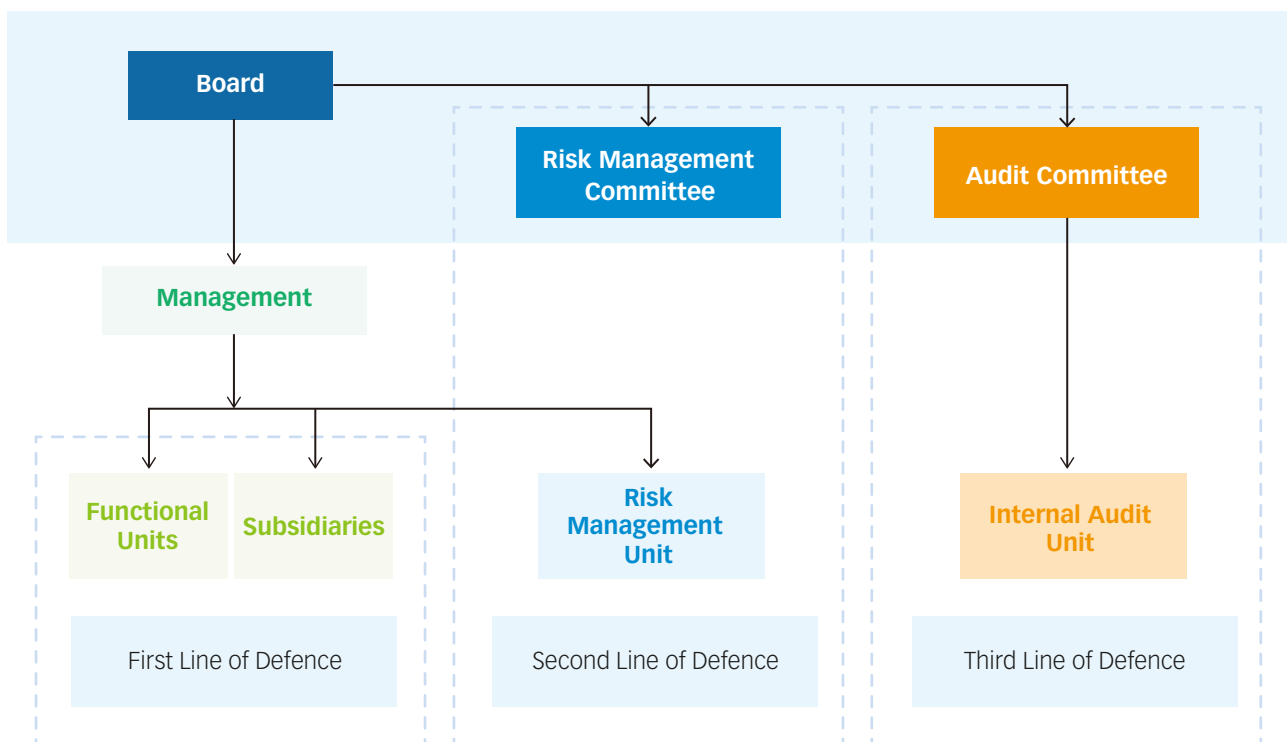 Board
Risk Management
Committee
Audit Committee
Management
Functional
Units
Subsidiaries
Risk
Management
Unit
Internal Audit
Unit
First Line of Defence
Second Line of Defence
Third Line of Defence